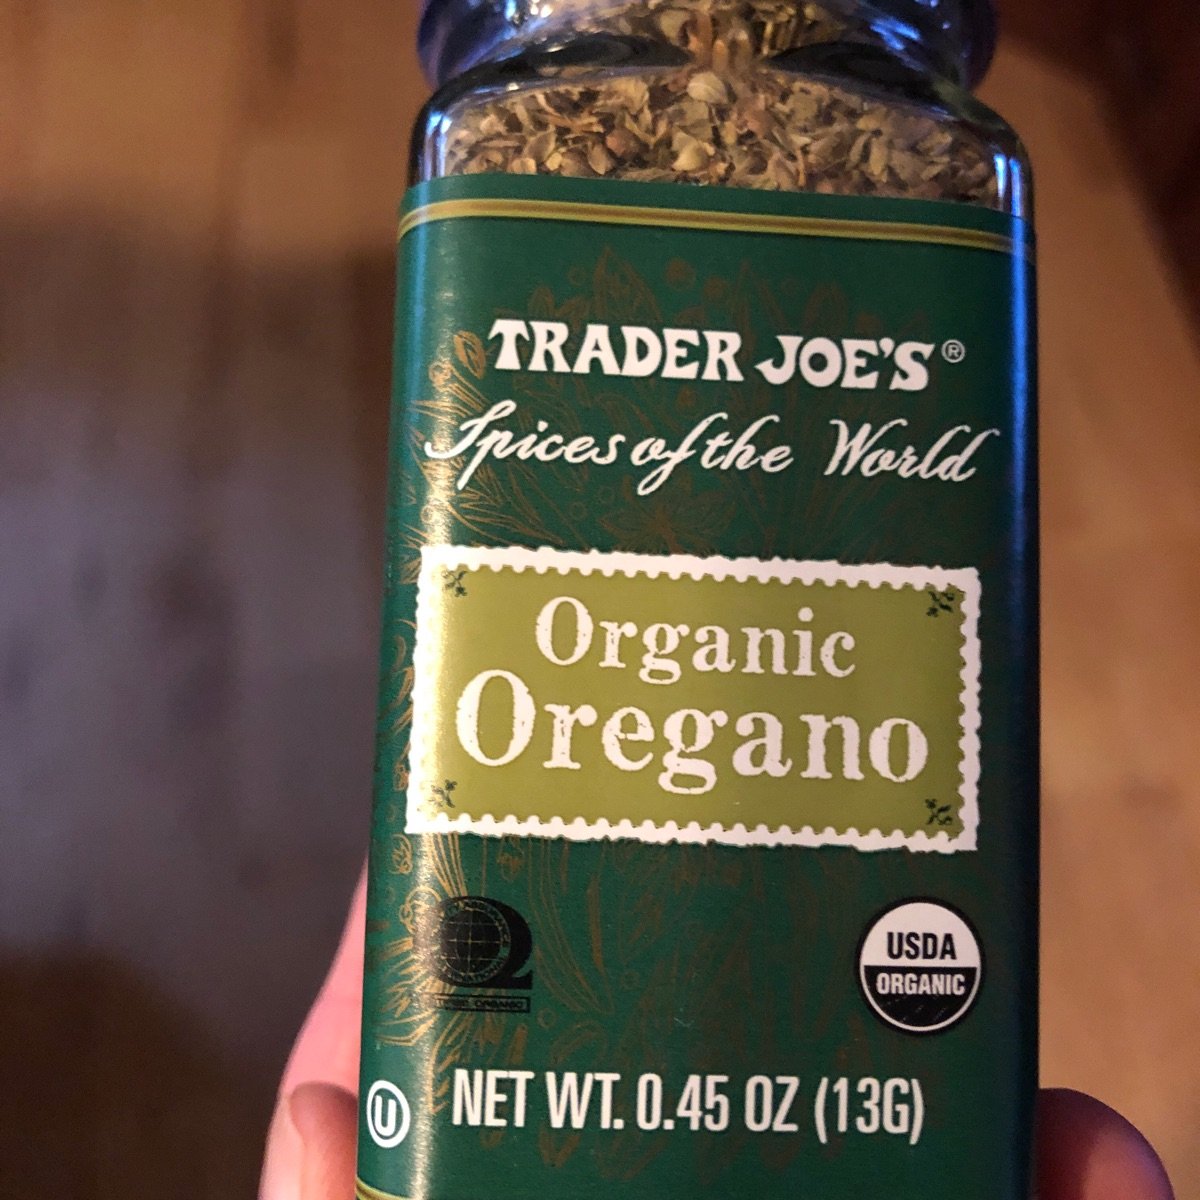 TRADER JOE'S®
Spices of the World
Organic
Oregano
USDA
ORGANIC
NET WT. 0.45 OZ (13G)
U